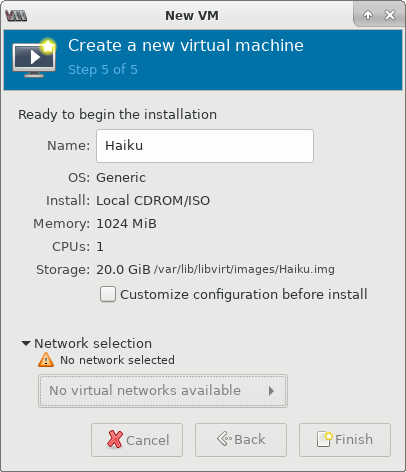 New VM
Create a new virtual machine
Step 5 of 5
Ready to begin the installation
Name: Haiku
OS: Generic
Install: Local CDROM/ISO
Memory: 1024 MiB
CPUs: 1
Storage: 20.0 GiB /var/lib/libvirt/images/Haiku.img
Customize configuration before install
Network selection
No network selected
No virtual networks available
Cancel Back Finish